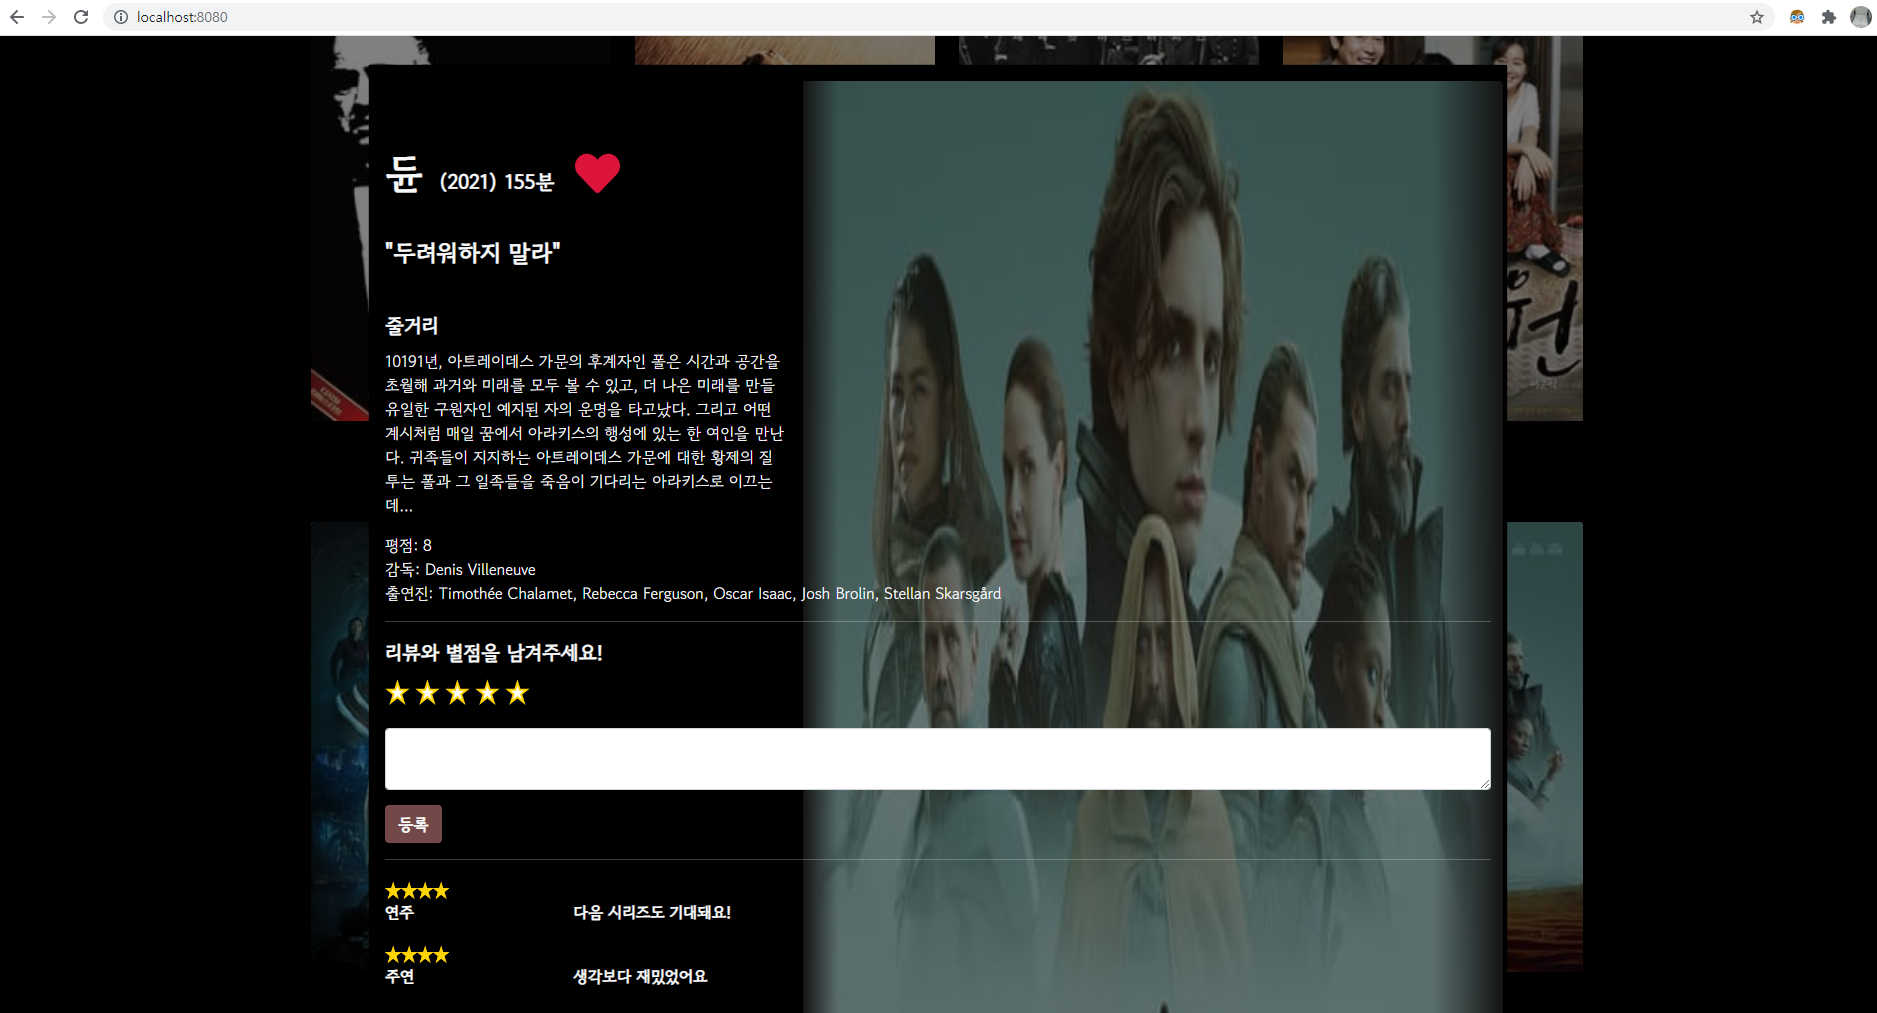 localhost:8080
듄 (2021) 155분
"두려워하지 말라"
줄거리
10191년, 아트레이데스 가문의 후계자인 폴은 시간과 공간을
초월해 과거와 미래를 모두 볼 수 있고, 더 나은 미래를 만들
유일한 구원자인 예지된 자의 운명을 타고났다. 그리고 어떤
계시처럼 매일 꿈에서 아라키스의 행성에 있는 한 여인을 만난
다. 귀족들이 지지하는 아트레이데스 가문에 대한 황제의 질
투는 폴과 그 일족들을 죽음이 기다리는 아라키스로 이끄는
데...
평점: 8
감독: Denis Villeneuve
출연진: Timothée Chalamet, Rebecca Ferguson, Oscar Isaac, Josh Brolin, Stellan Skarsgård
리뷰와 별점을 남겨주세요!
★★★★★
등록
★★★★
연주 다음 시리즈도 기대돼요!
★★★★
주연 생각보다 재밌었어요